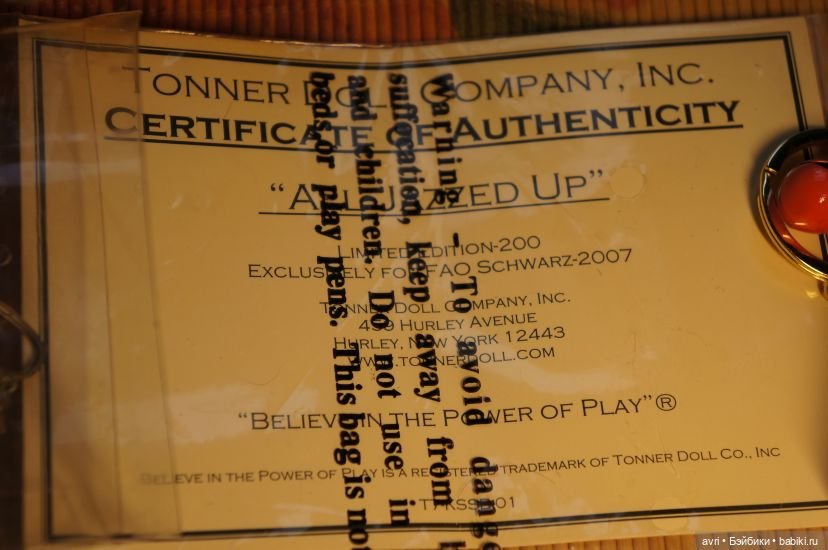 TONNER DOLL COMPANY, INC.
CERTIFICATE OF AUTHENTICITY
"ALL JAZZED UP"
LIMITED EDITION-200
EXCLUSIVELY FOR FAO SCHWARZ-2007
TONNER DOLL COMPANY, INC.
459 HURLEY AVENUE
HURLEY, NEW YORK 12443
WWW.TONNERDOLL.COM
"BELIEVE IN THE POWER OF PLAY"®
BELIEVE IN THE POWER OF PLAY IS A REGISTERED TRADEMARK OF TONNER DOLL CO., INC
Warning - To avoid
suffocation, keep away from
and children. Do not use in
beds or play pens. This bag is not
avri • Бэйбики • babiki.ru